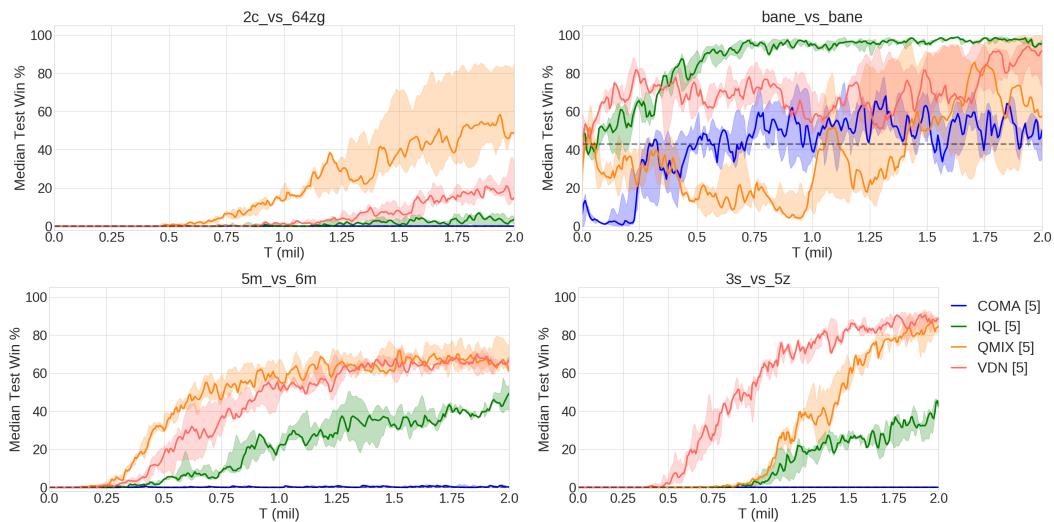 2c_vs_64zg
Median Test Win %
100
80
60
40
20
0
0.0 0.25 0.5 0.75 1.0 1.25 1.5 1.75 2.0
T (mil)
bane_vs_bane
Median Test Win %
100
80
60
40
20
0
0.0 0.25 0.5 0.75 1.0 1.25 1.5 1.75 2.0
T (mil)
5m_vs_6m
Median Test Win %
100
80
60
40
20
0
0.0 0.25 0.5 0.75 1.0 1.25 1.5 1.75 2.0
T (mil)
3s_vs_5z
Median Test Win %
100
80
60
40
20
0
0.0 0.25 0.5 0.75 1.0 1.25 1.5 1.75 2.0
T (mil)
COMA [5]
IQL [5]
QMIX [5]
VDN [5]